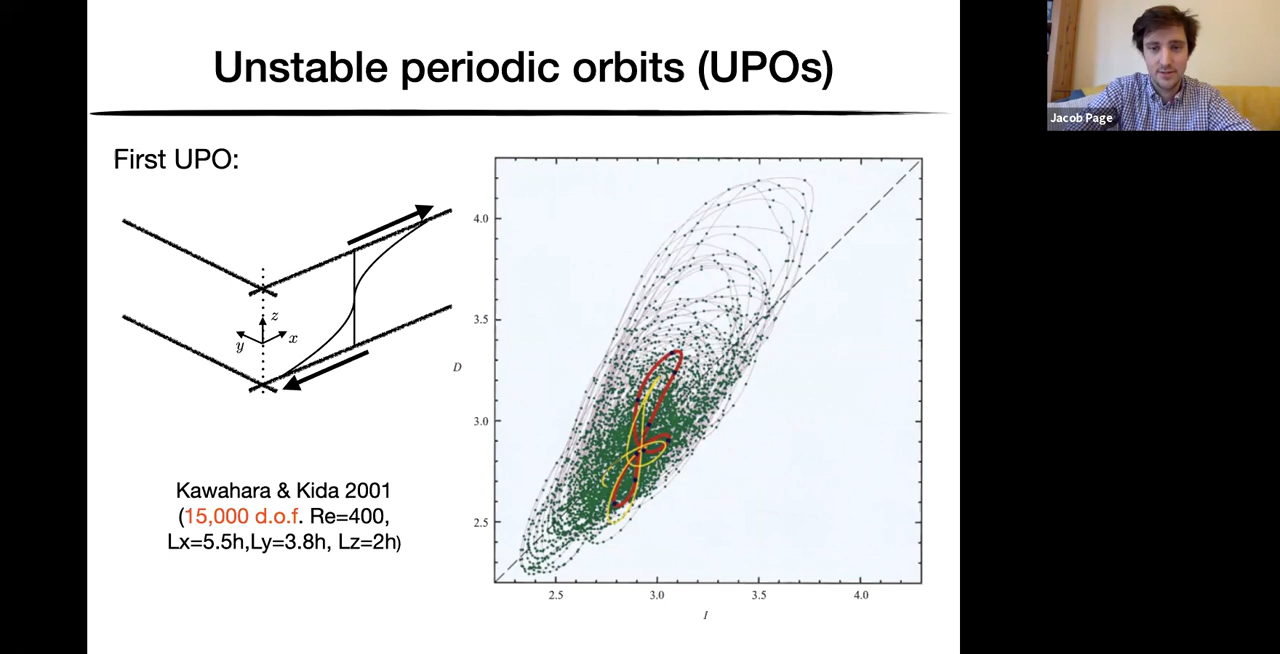 Unstable periodic orbits (UPOs)
Jacob Page
First UPO:
z
y
x
Kawahara & Kida 2001
(15,000 d.o.f. Re=400,
Lx=5.5h,Ly=3.8h, Lz=2h)
4.0
3.5
D
3.0
2.5
2.5 3.0 3.5 4.0
I